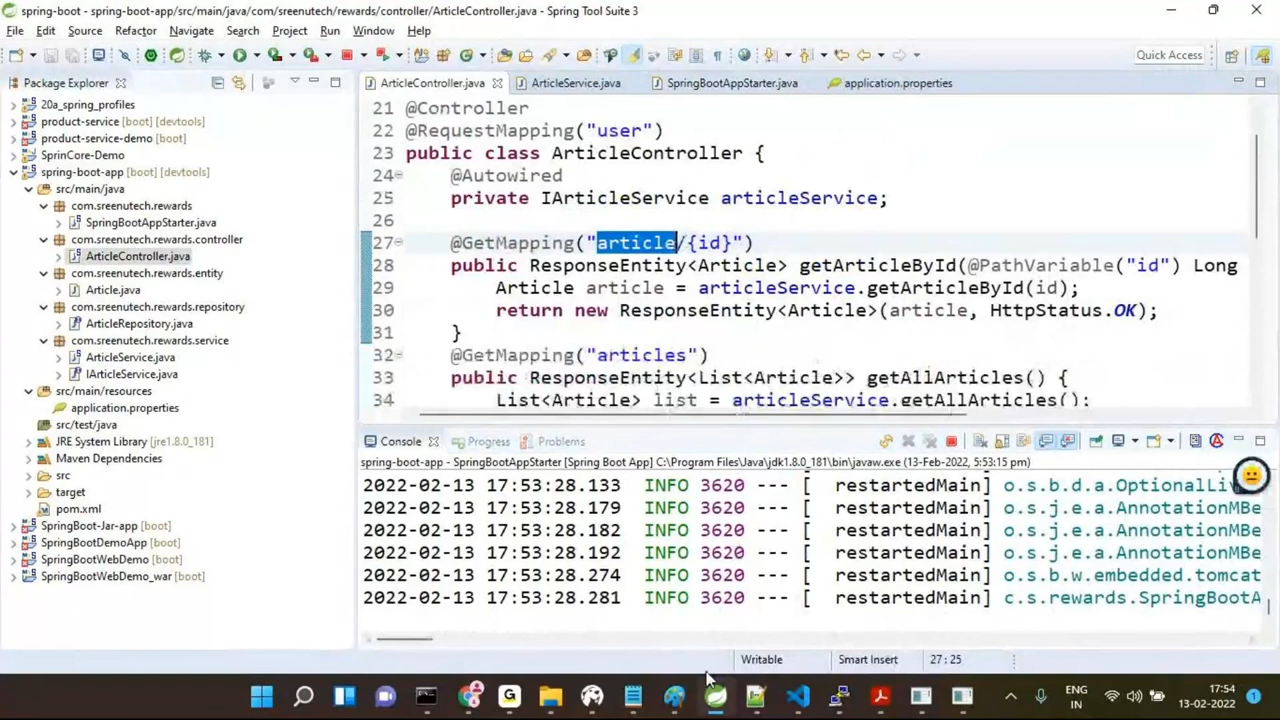 spring-boot - spring-boot-app/src/main/java/com/sreenutech/rewards/controller/ArticleController.java - Spring Tool Suite 3
File Edit Source Refactor Navigate Search Project Run Window Help
Quick Access
Package Explorer
20a_spring_profiles
product-service [boot] [devtools]
product-service-demo [boot]
SprinCore-Demo
spring-boot-app [boot] [devtools]
src/main/java
com.sreenutech.rewards
SpringBootAppStarter.java
com.sreenutech.rewards.controller
ArticleController.java
com.sreenutech.rewards.entity
Article.java
com.sreenutech.rewards.repository
ArticleRepository.java
com.sreenutech.rewards.service
ArticleService.java
IArticleService.java
src/main/resources
application.properties
src/test/java
JRE System Library [jre1.8.0_181]
Maven Dependencies
src
target
pom.xml
SpringBoot-Jar-app [boot]
SpringBootDemoApp [boot]
SpringBootWebDemo [boot]
SpringBootWebDemo_war [boot]
ArticleController.java ArticleService.java SpringBootAppStarter.java application.properties
21 @Controller
22 @RequestMapping("user")
23 public class ArticleController {
24 @Autowired
25 private IArticleService articleService;
26
27 @GetMapping("article/{id}")
28 public ResponseEntity<Article> getArticleById(@PathVariable("id") Long
29 Article article = articleService.getArticleById(id);
30 return new ResponseEntity<Article>(article, HttpStatus.OK);
31 }
32 @GetMapping("articles")
33 public ResponseEntity<List<Article>> getAllArticles() {
34 List<Article> list = articleService.getAllArticles();
Console Progress Problems
spring-boot-app - SpringBootAppStarter [Spring Boot App] C:\Program Files\Java\jdk1.8.0_181\bin\javaw.exe (13-Feb-2022, 5:53:15 pm)
2022-02-13 17:53:28.133 INFO 3620 --- [ restartedMain] o.s.b.d.a.OptionalLi
2022-02-13 17:53:28.179 INFO 3620 --- [ restartedMain] o.s.j.e.a.AnnotationMBe
2022-02-13 17:53:28.182 INFO 3620 --- [ restartedMain] o.s.j.e.a.AnnotationMBe
2022-02-13 17:53:28.192 INFO 3620 --- [ restartedMain] o.s.j.e.a.AnnotationMBe
2022-02-13 17:53:28.274 INFO 3620 --- [ restartedMain] o.s.b.w.embedded.tomcat
2022-02-13 17:53:28.281 INFO 3620 --- [ restartedMain] c.s.rewards.SpringBootA
Writable Smart Insert 27 : 25
ENG
IN
17:54
13-02-2022